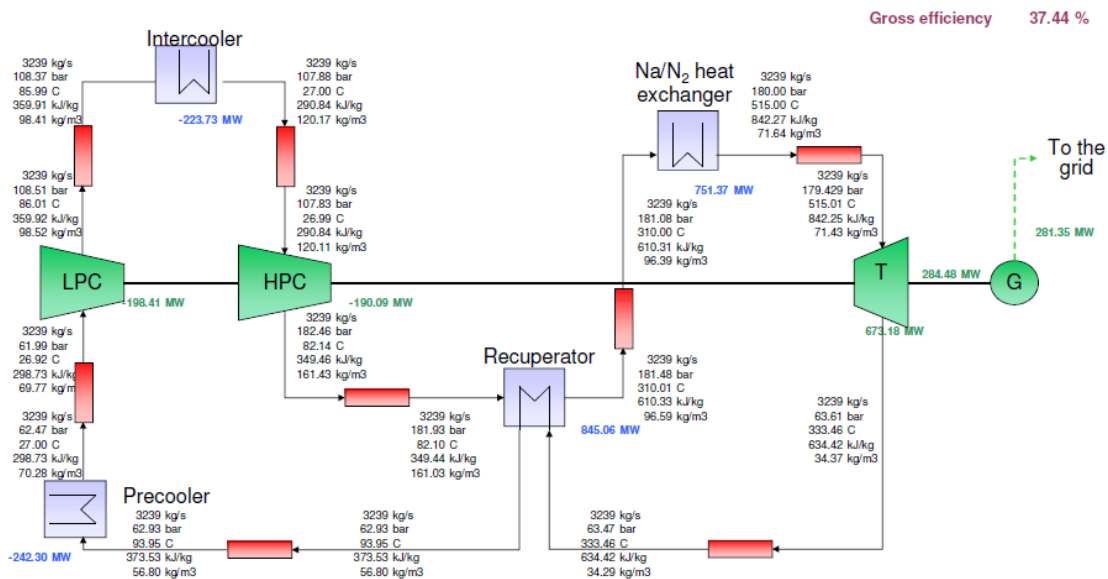 Gross efficiency 37.44 %
Intercooler
3239 kg/s
108.37 bar
85.99 C
359.91 kJ/kg
98.41 kg/m3
-223.73 MW
3239 kg/s
107.88 bar
27.00 C
290.84 kJ/kg
120.17 kg/m3
Na/N2 heat
exchanger
3239 kg/s
180.00 bar
515.00 C
842.27 kJ/kg
71.64 kg/m3
751.37 MW
To the
grid
3239 kg/s
108.51 bar
86.01 C
359.92 kJ/kg
98.52 kg/m3
3239 kg/s
107.83 bar
26.99 C
290.84 kJ/kg
120.11 kg/m3
3239 kg/s
181.08 bar
310.00 C
610.31 kJ/kg
96.39 kg/m3
3239 kg/s
179.429 bar
515.01 C
842.25 kJ/kg
71.43 kg/m3
281.35 MW
LPC
-198.41 MW
HPC
-190.09 MW
T
673.18 MW
284.48 MW
G
3239 kg/s
61.99 bar
26.92 C
298.73 kJ/kg
69.77 kg/m
3239 kg/s
182.46 bar
82.14 C
349.46 kJ/kg
161.43 kg/m3
Recuperator
845.06 MW
3239 kg/s
181.48 bar
310.01 C
610.33 kJ/kg
96.59 kg/m3
3239 kg/s
62.47 bar
27.00 C
298.73 kJ/kg
70.28 kg/m3
3239 kg/s
181.93 bar
82.10 C
349.44 kJ/kg
161.03 kg/m3
3239 kg/s
63.61 bar
333.46 C
634.42 kJ/kg
34.37 kg/m3
Precooler
-242.30 MW
3239 kg/s
62.93 bar
93.95 C
373.53 kJ/kg
56.80 kg/m3
3239 kg/s
62.93 bar
93.95 C
373.53 kJ/kg
56.80 kg/m3
3239 kg/s
63.47 bar
333.46 C
634.42 kJ/kg
34.29 kg/m3